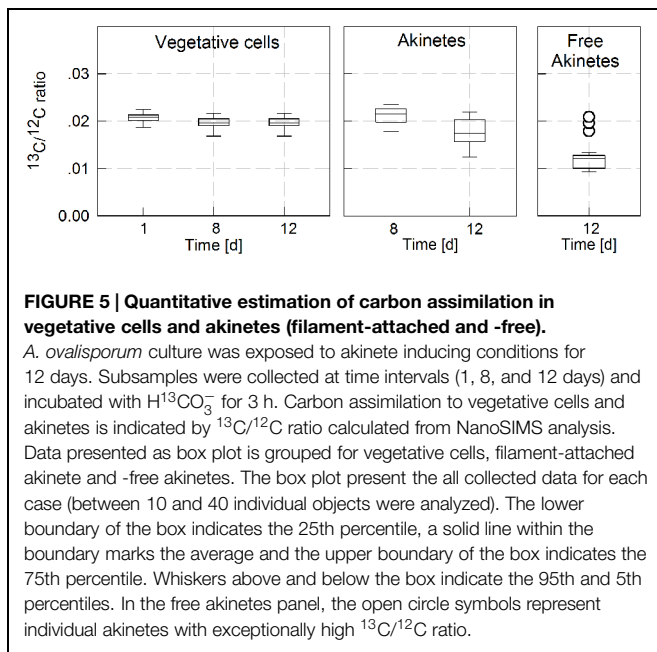 Vegetative cells
Akinetes
Free
Akinetes
¹³C/¹²C ratio
.03
.02
.01
0.00
1
8
12
Time [d]
8
12
Time [d]
12
Time [d]
FIGURE 5 | Quantitative estimation of carbon assimilation in
vegetative cells and akinetes (filament-attached and -free).
A. ovalisporum culture was exposed to akinete inducing conditions for
12 days. Subsamples were collected at time intervals (1, 8, and 12 days) and
incubated with H¹³CO₃⁻ for 3 h. Carbon assimilation to vegetative cells and
akinetes is indicated by ¹³C/¹²C ratio calculated from NanoSIMS analysis.
Data presented as box plot is grouped for vegetative cells, filament-attached
akinete and -free akinetes. The box plot present the all collected data for each
case (between 10 and 40 individual objects were analyzed). The lower
boundary of the box indicates the 25th percentile, a solid line within the
boundary marks the average and the upper boundary of the box indicates the
75th percentile. Whiskers above and below the box indicate the 95th and 5th
percentiles. In the free akinetes panel, the open circle symbols represent
individual akinetes with exceptionally high ¹³C/¹²C ratio.